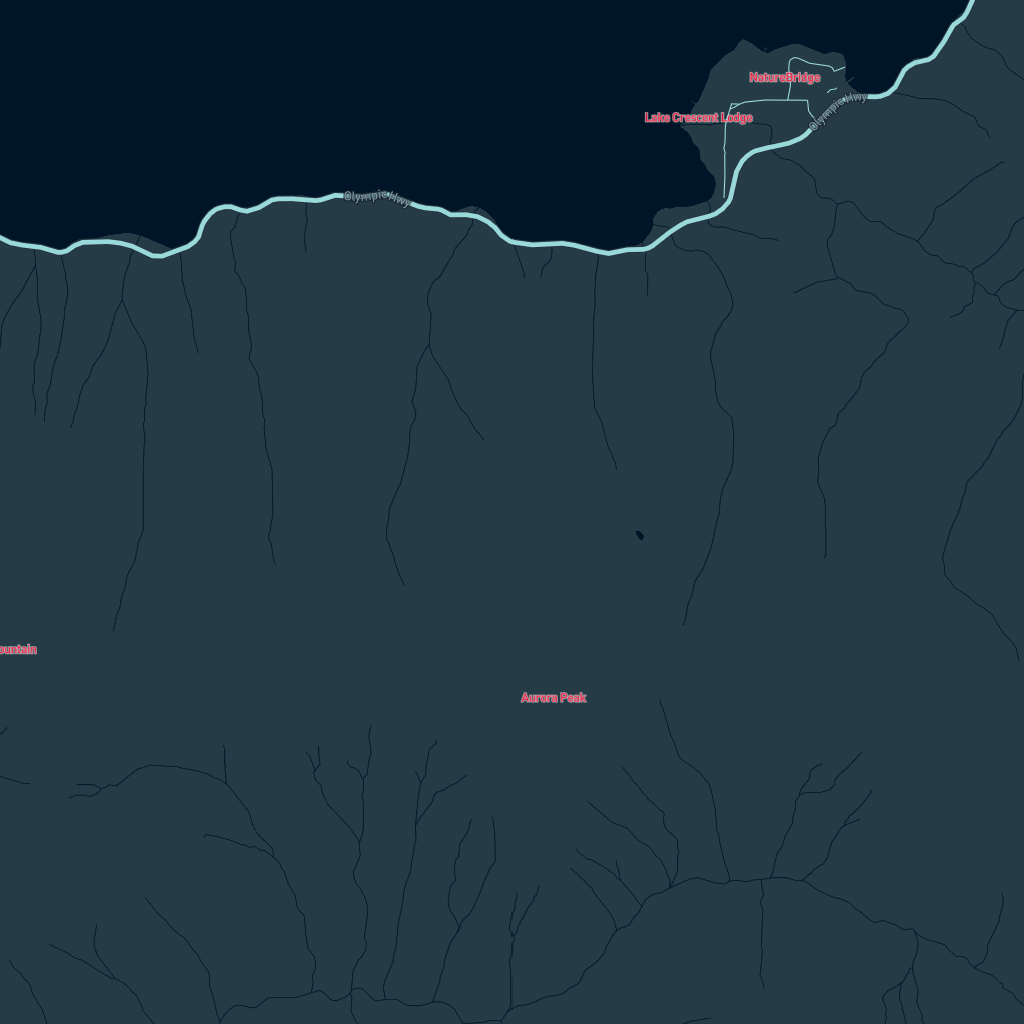 NatureBridge
Olympic Hwy
Lake Crescent Lodge
Olympic Hwy
ountain
Aurora Peak